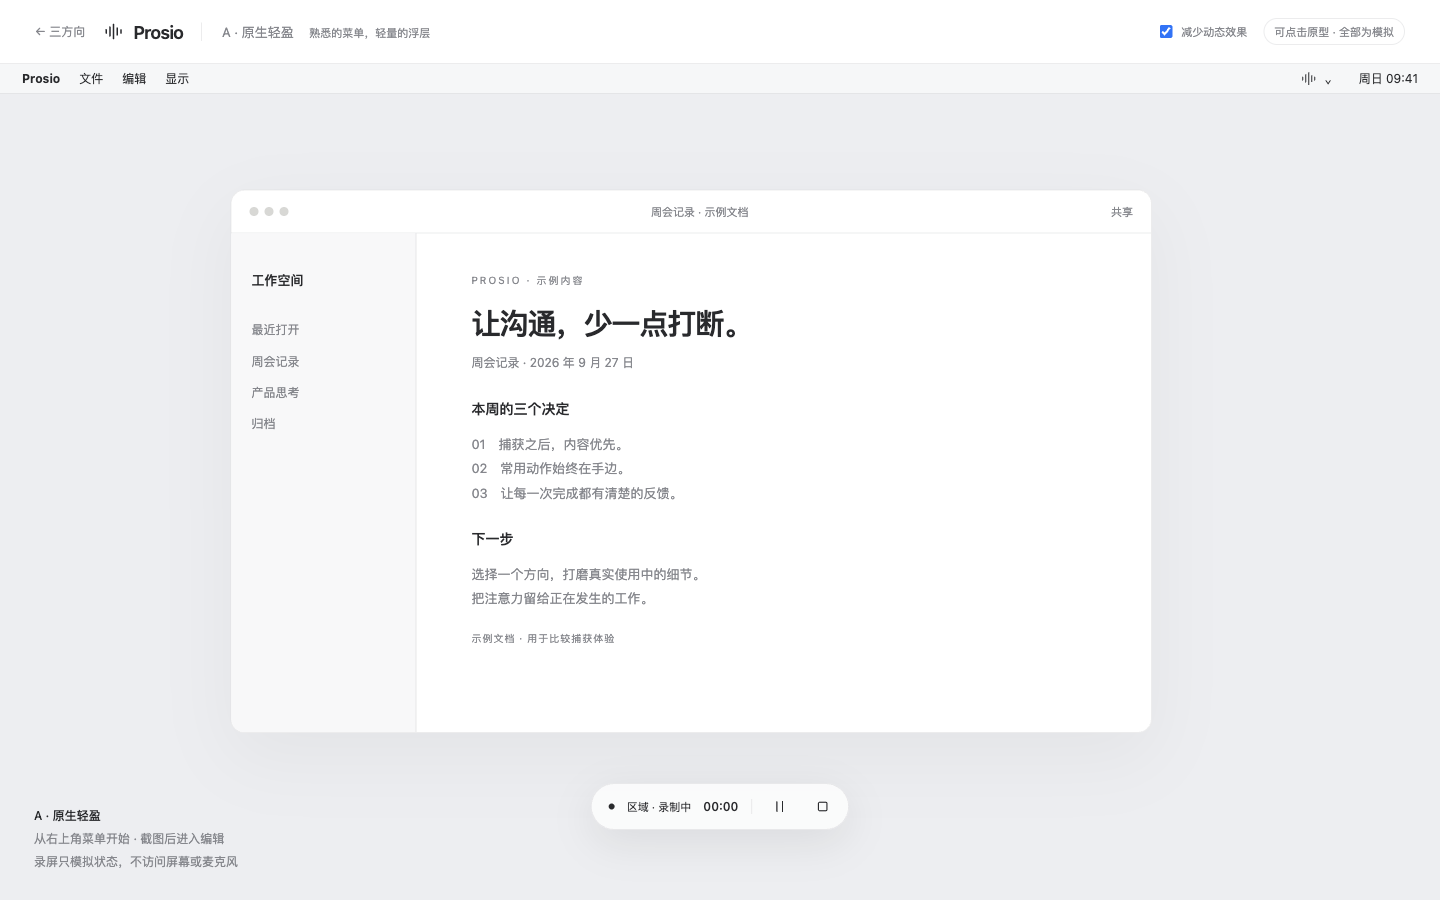 ← 三方向 Prosio A · 原生轻盈 熟悉的菜单，轻量的浮层 减少动态效果 可点击原型 · 全部为模拟
Prosio 文件 编辑 显示 周日 09:41
周会记录 · 示例文档 共享
工作空间
最近打开
周会记录
产品思考
归档
PROSIO · 示例内容
让沟通，少一点打断。
周会记录 · 2026 年 9 月 27 日
本周的三个决定
01 捕获之后，内容优先。
02 常用动作始终在手边。
03 让每一次完成都有清楚的反馈。
下一步
选择一个方向，打磨真实使用中的细节。
把注意力留给正在发生的工作。
示例文档 · 用于比较捕获体验
区域 · 录制中 00:00
A · 原生轻盈
从右上角菜单开始 · 截图后进入编辑
录屏只模拟状态，不访问屏幕或麦克风